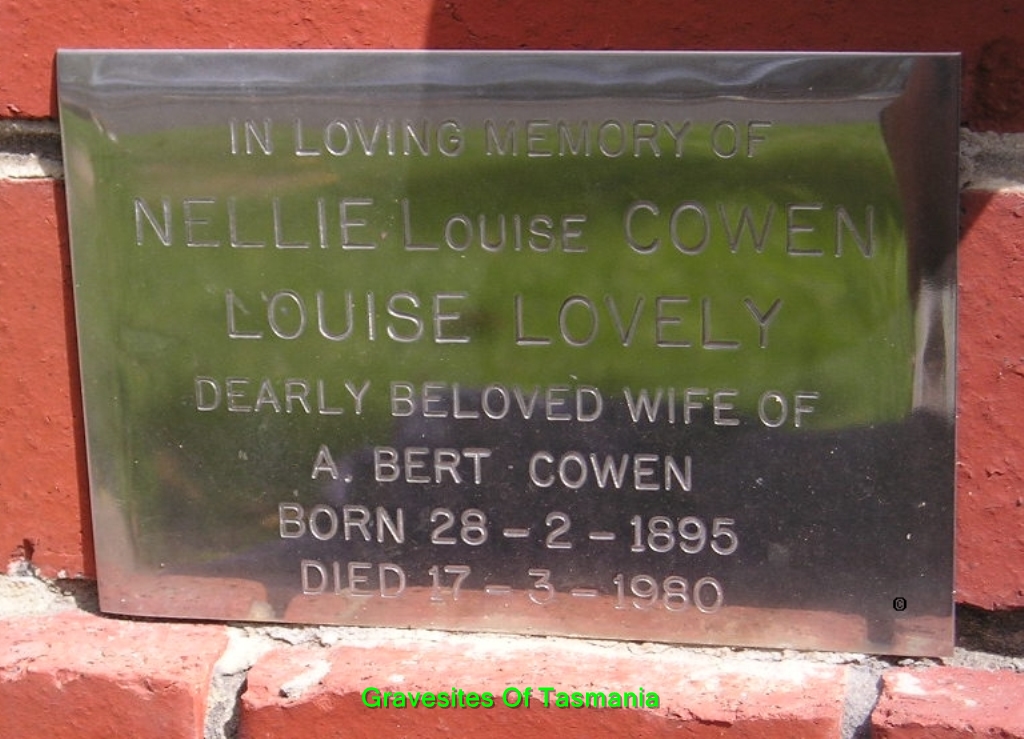 IN LOVING MEMORY OF
NELLIE LOUISE COWEN
LOUISE LOVELY
DEARLY BELOVED WIFE OF
A. BERT COWEN
BORN 28 - 2 - 1895
DIED 17 - 3 - 1980
©
Gravesites Of Tasmania